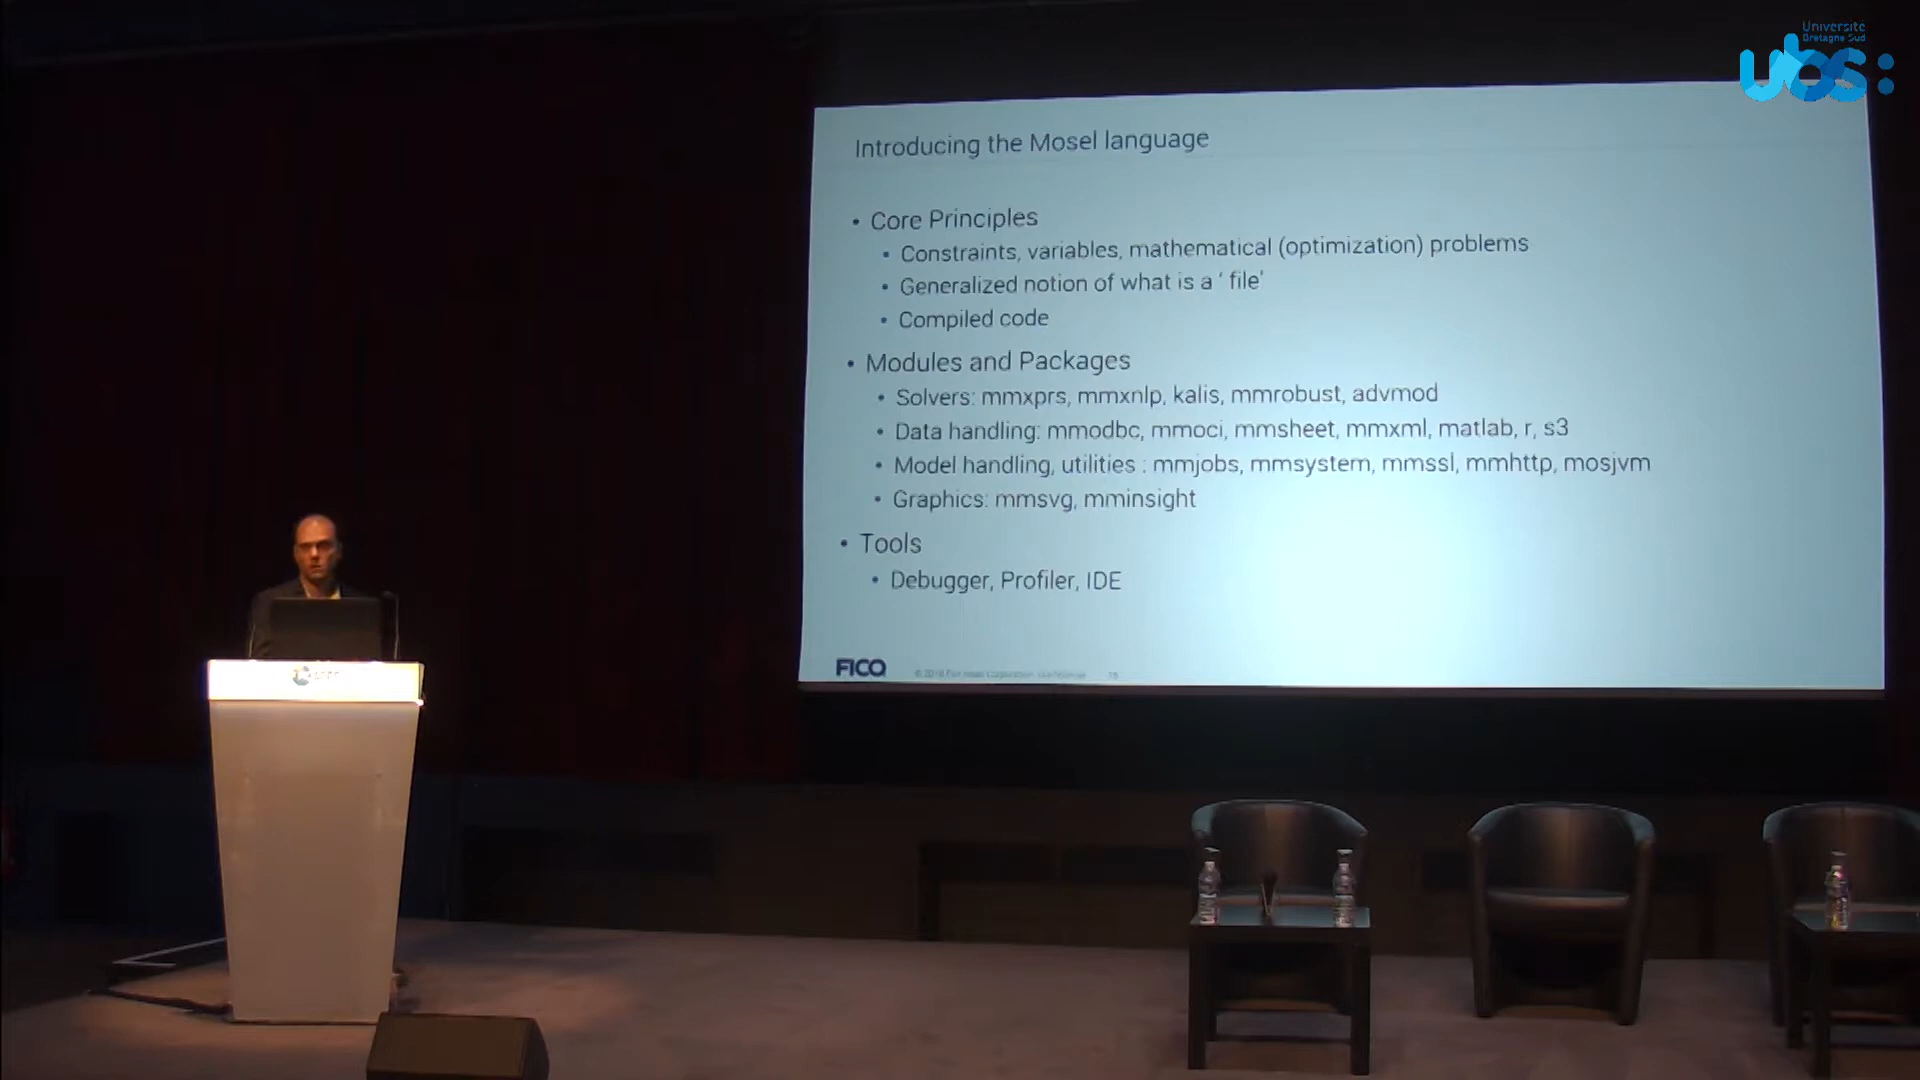 Université
Bretagne Sud
ubs:
Introducing the Mosel language
• Core Principles
• Constraints, variables, mathematical (optimization) problems
• Generalized notion of what is a ‘ file’
• Compiled code
• Modules and Packages
• Solvers: mmxprs, mmxnlp, kalis, mmrobust, advmod
• Data handling: mmodbc, mmoci, mmsheet, mmxml, matlab, r, s3
• Model handling, utilities : mmjobs, mmsystem, mmssl, mmhttp, mosjvm
• Graphics: mmsvg, mminsight
• Tools
• Debugger, Profiler, IDE
FICO